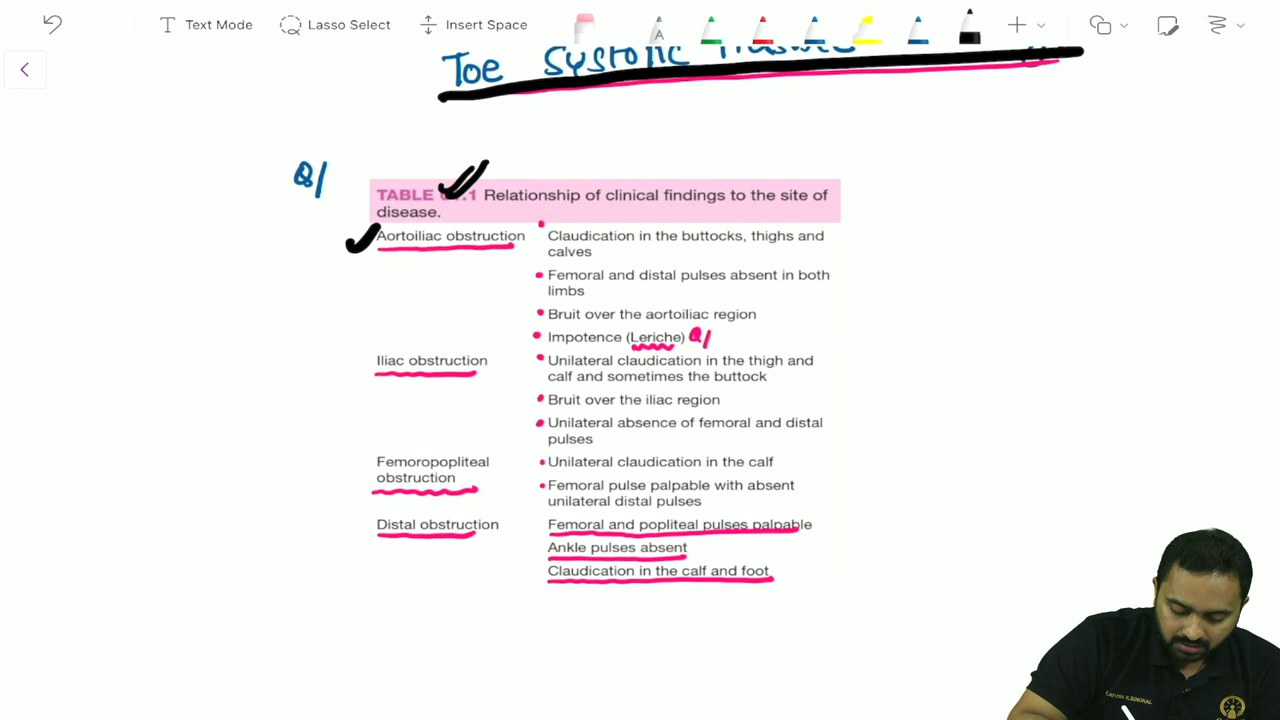 Text Mode
Lasso Select
Insert Space
A
Toe Systolic
Q/
TABLE Relationship of clinical findings to the site of
disease.
Aortoiliac obstruction
Claudication in the buttocks, thighs and
calves
Femoral and distal pulses absent in both
limbs
Bruit over the aortoiliac region
Impotence (Leriche) Q/
Iliac obstruction
Unilateral claudication in the thigh and
calf and sometimes the buttock
Bruit over the iliac region
Unilateral absence of femoral and distal
pulses
Femoropopliteal
obstruction
Unilateral claudication in the calf
Femoral pulse palpable with absent
unilateral distal pulses
Distal obstruction
Femoral and popliteal pulses palpable
Ankle pulses absent
Claudication in the calf and foot